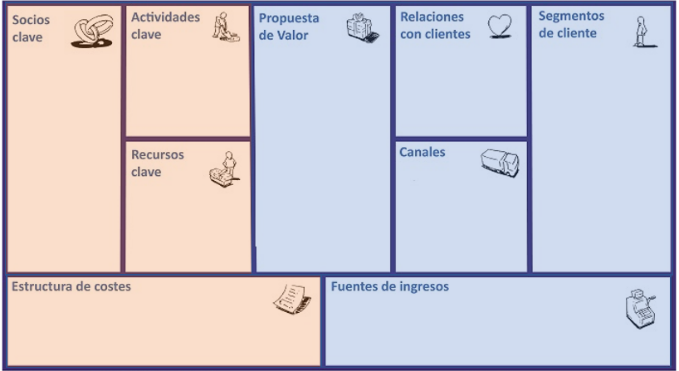 Socios
clave
Actividades
clave
Propuesta
de Valor
Relaciones
con clientes
Segmentos
de cliente
Recursos
clave
Canales
Estructura de costes
Fuentes de ingresos